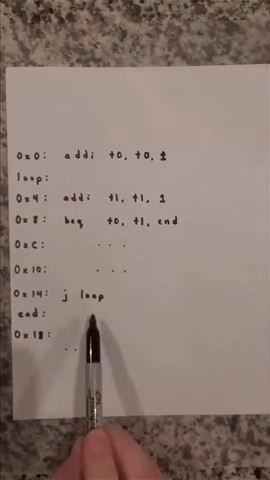 0x0: addi t0, t0, 1
loop:
0x4: addi t1, t1, 1
0x8: beq t0, t1, end
0xC: ...
0x10: ...
0x14: j loop
end:
0x18:
..